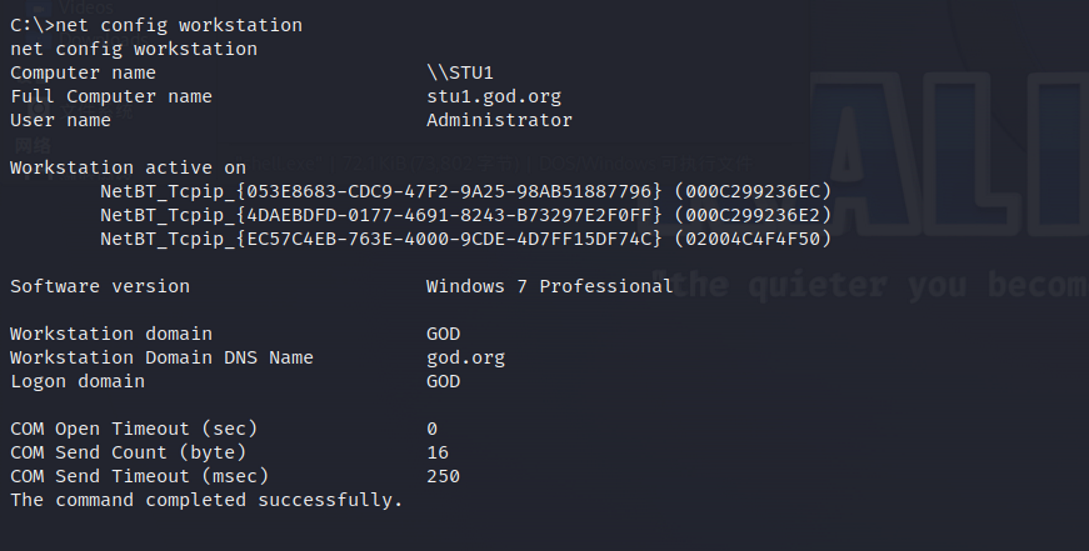 C:\>net config workstation
net config workstation
Computer name                        \\STU1
Full Computer name                   stu1.god.org
User name                            Administrator

Workstation active on
        NetBT_Tcpip_{053E8683-CDC9-47F2-9A25-98AB51887796} (000C299236EC)
        NetBT_Tcpip_{4DAEBDFD-0177-4691-8243-B73297E2F0FF} (000C299236E2)
        NetBT_Tcpip_{EC57C4EB-763E-4000-9CDE-4D7FF15DF74C} (02004C4F4F50)

Software version                     Windows 7 Professional

Workstation domain                   GOD
Workstation Domain DNS Name          god.org
Logon domain                         GOD

COM Open Timeout (sec)               0
COM Send Count (byte)                16
COM Send Timeout (msec)              250
The command completed successfully.
Videos
网络
ALI
"the quieter you becom